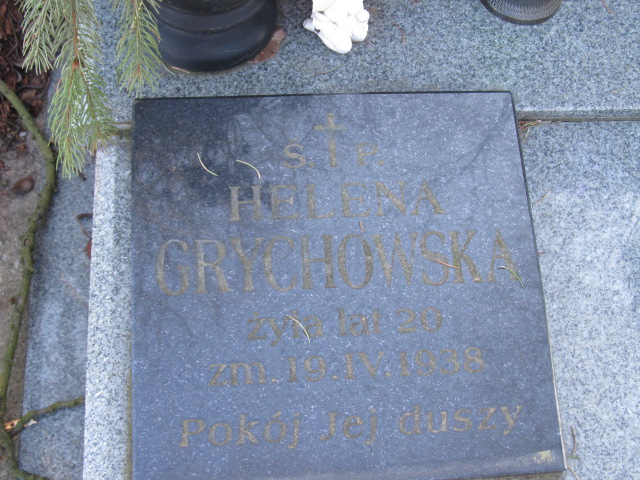 Ś. † P.
HELENA
GRYCHOWSKA
żyła lat 20
zm. 19.IV.1938
Pokój Jej duszy